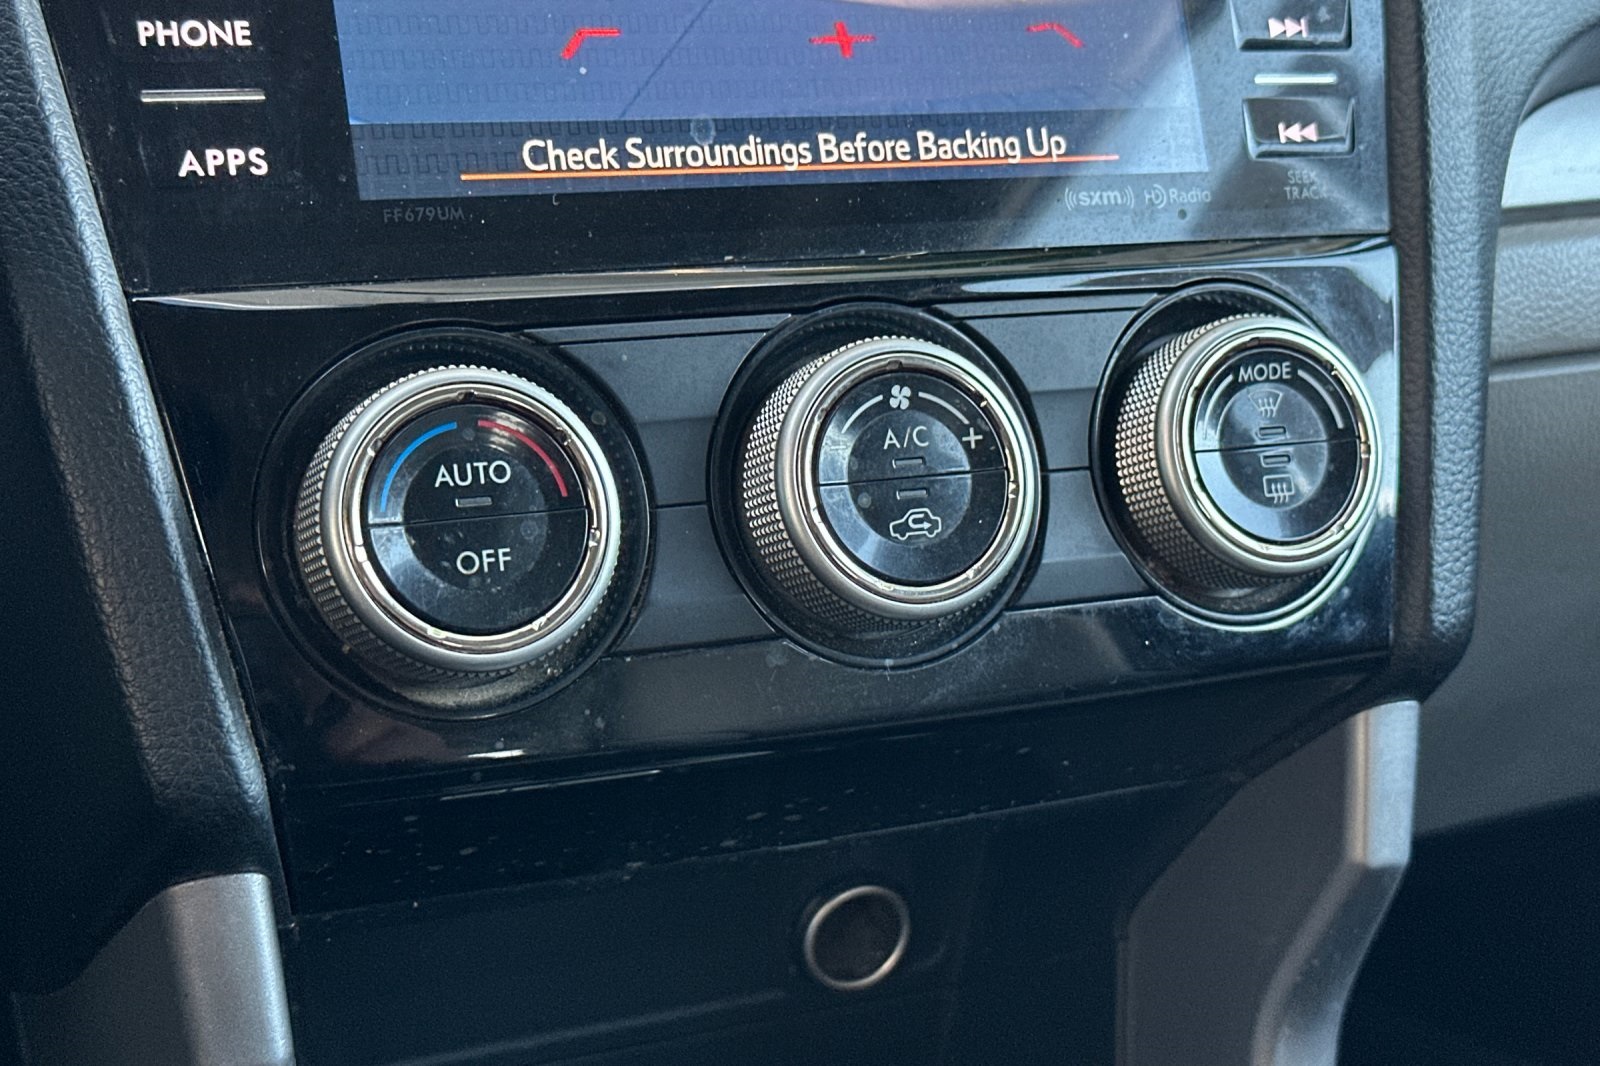 PHONE
APPS
Check Surroundings Before Backing Up
FF679UM
((sxm)) HD Radio
SEEK
TRACK
AUTO
OFF
A/C
+
MODE